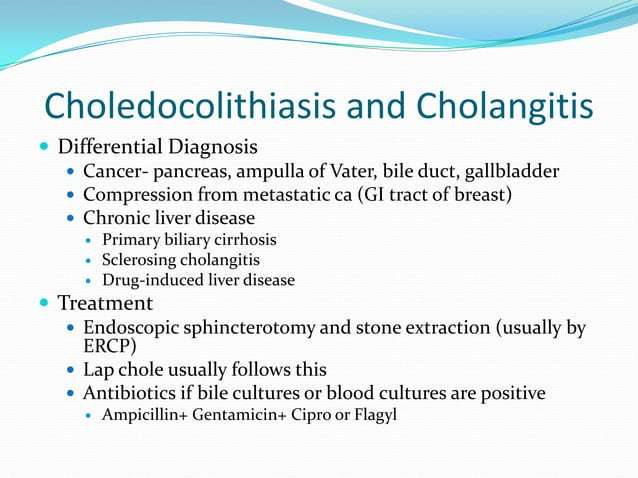 Choledocolithiasis and Cholangitis
Differential Diagnosis
Cancer- pancreas, ampulla of Vater, bile duct, gallbladder
Compression from metastatic ca (GI tract of breast)
Chronic liver disease
Primary biliary cirrhosis
Sclerosing cholangitis
Drug-induced liver disease
Treatment
Endoscopic sphincterotomy and stone extraction (usually by
ERCP)
Lap chole usually follows this
Antibiotics if bile cultures or blood cultures are positive
Ampicillin+ Gentamicin+ Cipro or Flagyl